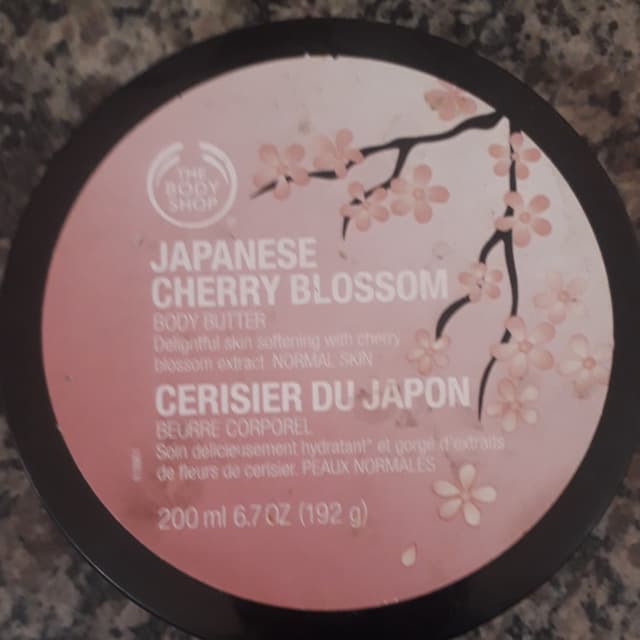 THE
BODY
SHOP
JAPANESE
CHERRY BLOSSOM
BODY BUTTER
Delightful skin softening with cherry
blossom extract. NORMAL SKIN
CERISIER DU JAPON
BEURRE CORPOREL
Soin délicieusement hydratant* et gorgé d'extraits
de fleurs de cerisier. PEAUX NORMALES
200 ml 6.7 OZ (192 g)